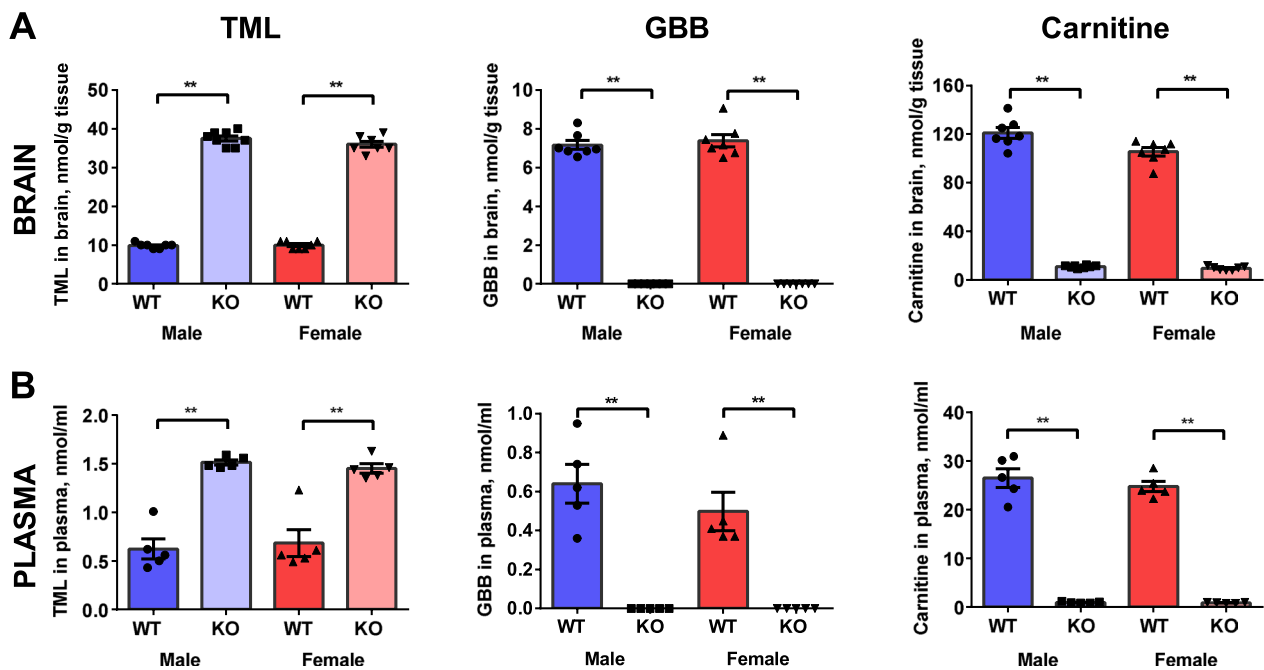 A
TML
GBB
Carnitine
BRAIN
TML in brain, nmol/g tissue
50
40
30
20
10
0
**
**
WT
KO
WT
KO
Male
Female
GBB in brain, nmol/g tissue
10
8
6
4
2
0
**
**
WT
KO
WT
KO
Male
Female
Carnitine in brain, nmol/g tissue
160
120
80
40
0
**
**
WT
KO
WT
KO
Male
Female
B
PLASMA
TML in plasma, nmol/ml
2.0
1.5
1.0
0.5
0.0
**
**
WT
KO
WT
KO
Male
Female
GBB in plasma, nmol/ml
1.0
0.8
0.6
0.4
0.2
0.0
**
**
WT
KO
WT
KO
Male
Female
Carnitine in plasma, nmol/ml
40
30
20
10
0
**
**
WT
KO
WT
KO
Male
Female